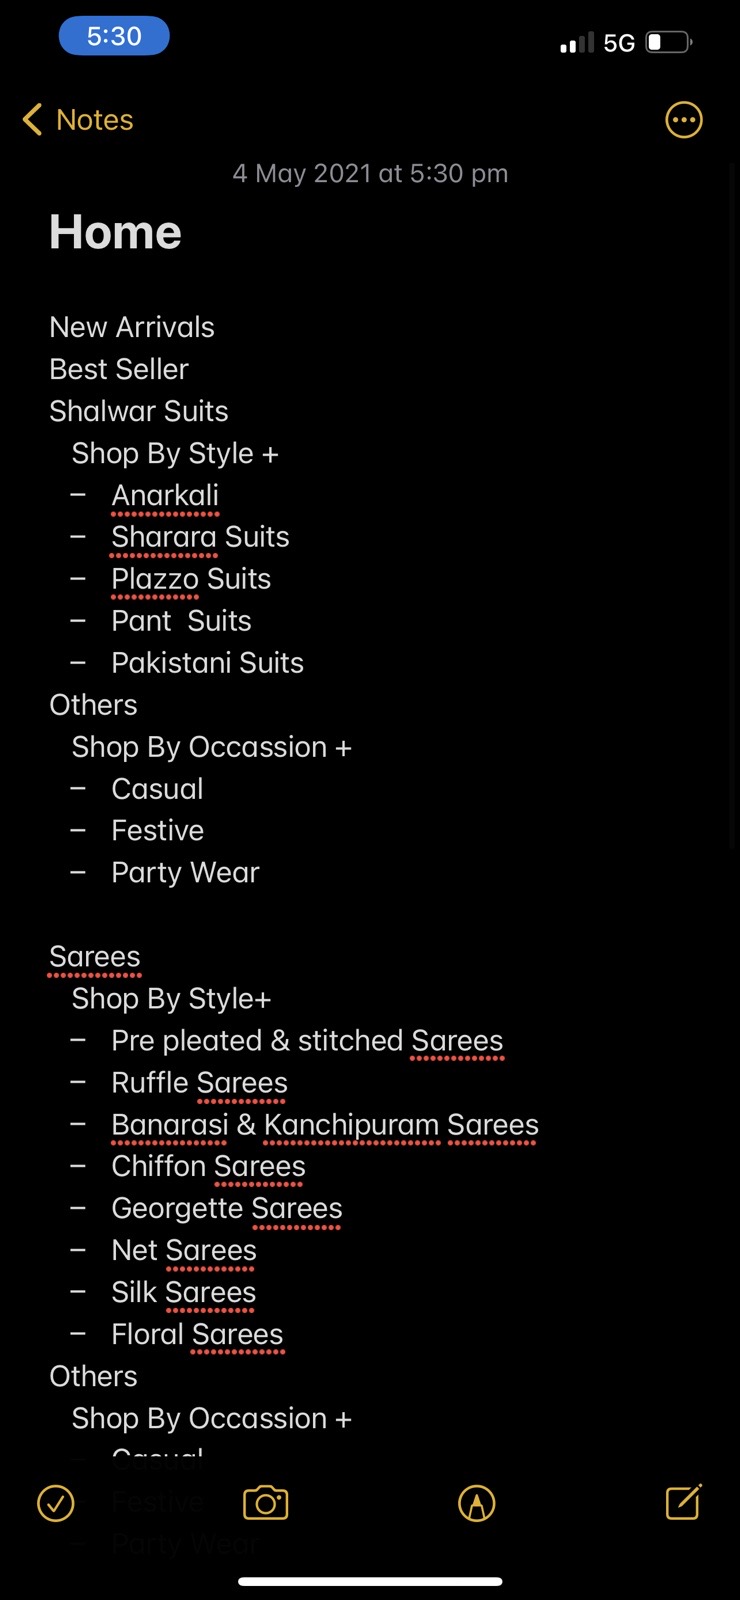 5:30
5G
Notes
4 May 2021 at 5:30 pm
Home
New Arrivals
Best Seller
Shalwar Suits
Shop By Style +
– Anarkali
– Sharara Suits
– Plazzo Suits
– Pant  Suits
– Pakistani Suits
Others
Shop By Occassion +
– Casual
– Festive
– Party Wear
Sarees
Shop By Style+
– Pre pleated & stitched Sarees
– Ruffle Sarees
– Banarasi & Kanchipuram Sarees
– Chiffon Sarees
– Georgette Sarees
– Net Sarees
– Silk Sarees
– Floral Sarees
Others
Shop By Occassion +
– Casual
– Festive
– Party Wear